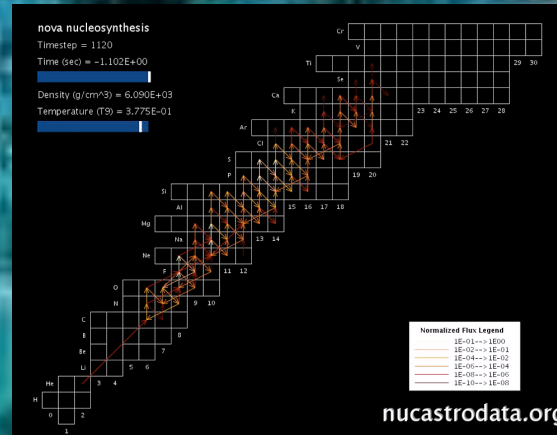 nova nucleosynthesis
Timestep = 1120
Time (sec) = −1.102E+00
Density (g/cm^3) = 6.090E+03
Temperature (T9) = 3.775E-01
Cr
V
Ti
29 30
Se
Ca
23 24 25 26 27 28
K
Ar
21 22
Cl
S
19 20
P
Si
15 16 17 18
Al
Mg
13 14
Na
Ne
11 12
F
O
9 10
N
C
8
B
7
Be
5 6
Li
He
3 4
H
0 2
1
Normalized Flux Legend
1E-01-->1E00
1E-02-->1E-01
1E-04-->1E-02
1E-06-->1E-04
1E-08-->1E-06
1E-10-->1E-08
nucastrodata.org